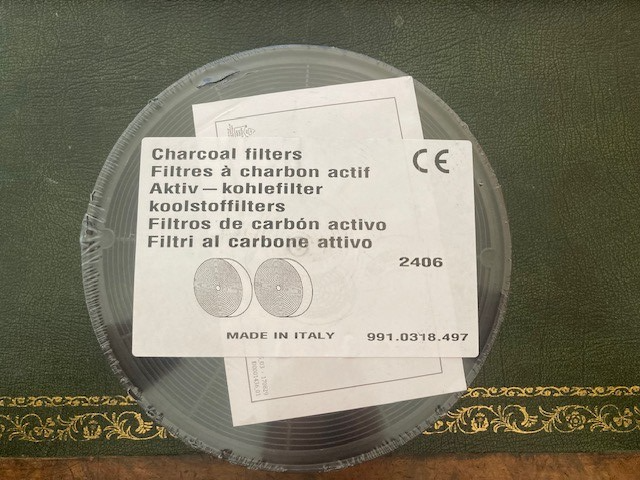 Charcoal filters
Filtres à charbon actif
Aktiv – kohlefilter
koolstoffilters
Filtros de carbón activo
Filtri al carbone attivo
CE
2406
MADE IN ITALY
991.0318.497